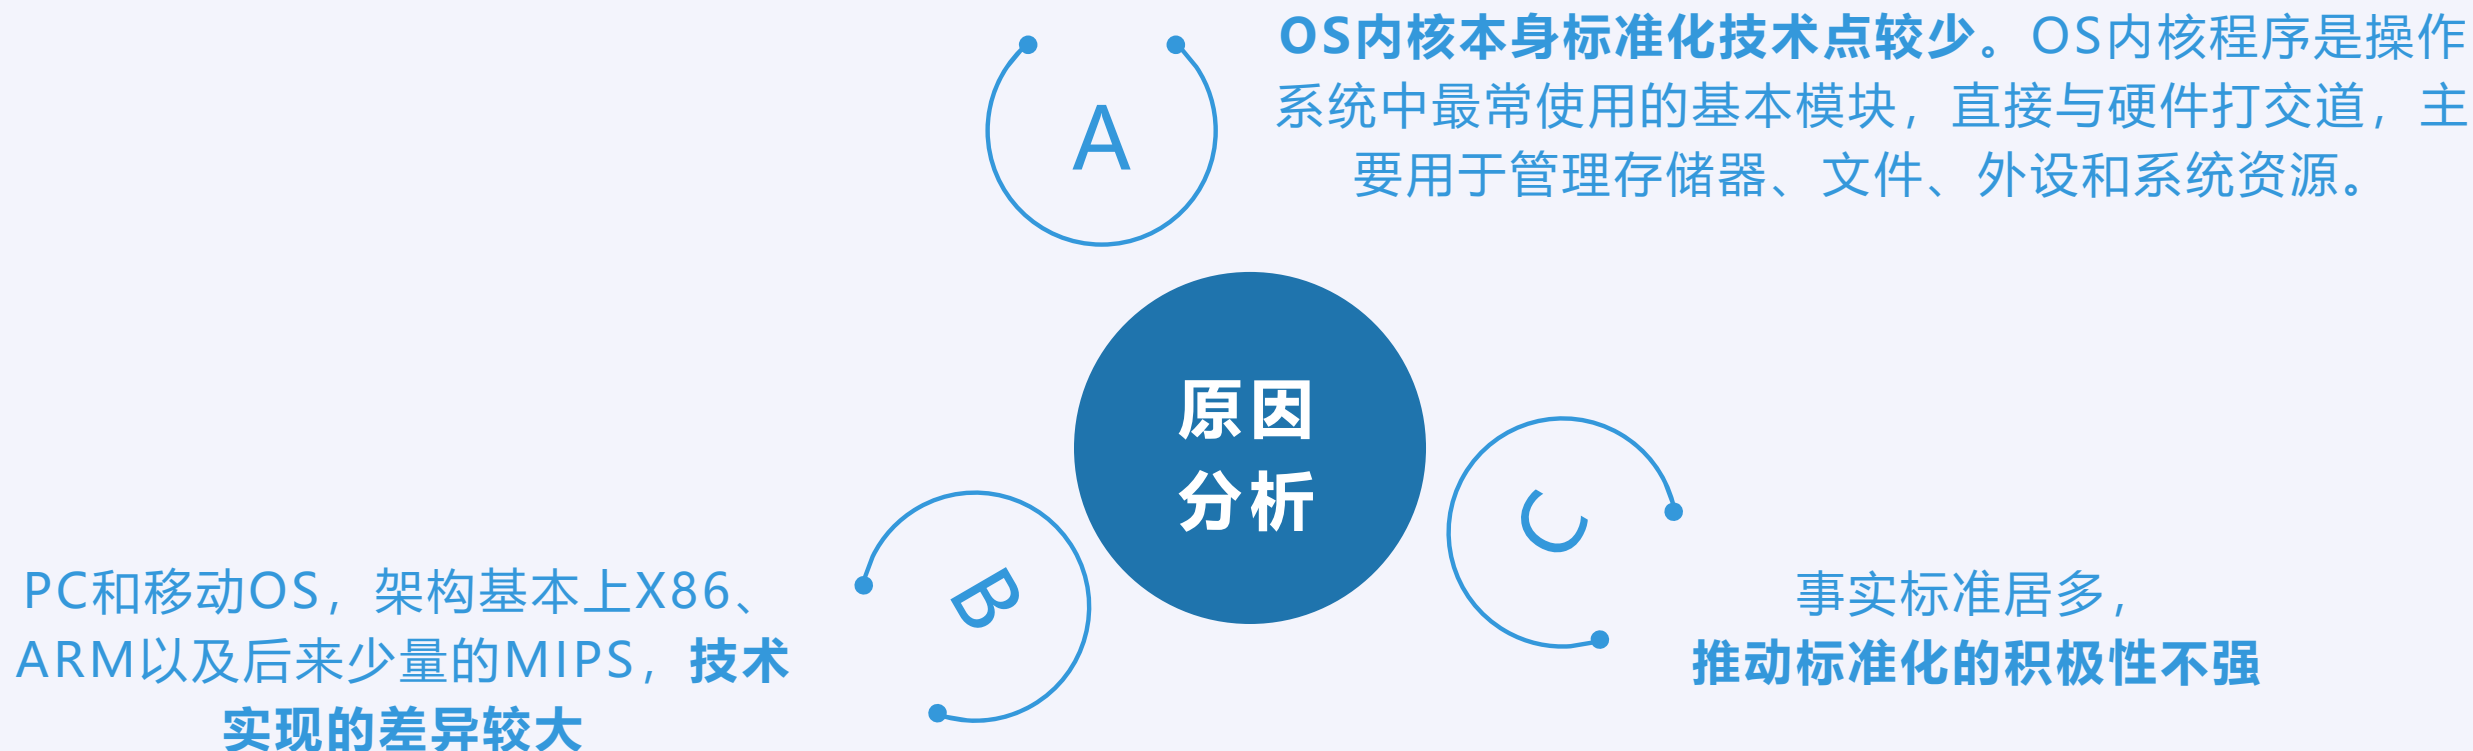 A
OS内核本身标准化技术点较少。OS内核程序是操作
系统中最常使用的基本模块，直接与硬件打交道，主
要用于管理存储器、文件、外设和系统资源。
原因
分析
B
PC和移动OS，架构基本上X86、
ARM以及后来少量的MIPS，技术
实现的差异较大
C
事实标准居多，
推动标准化的积极性不强